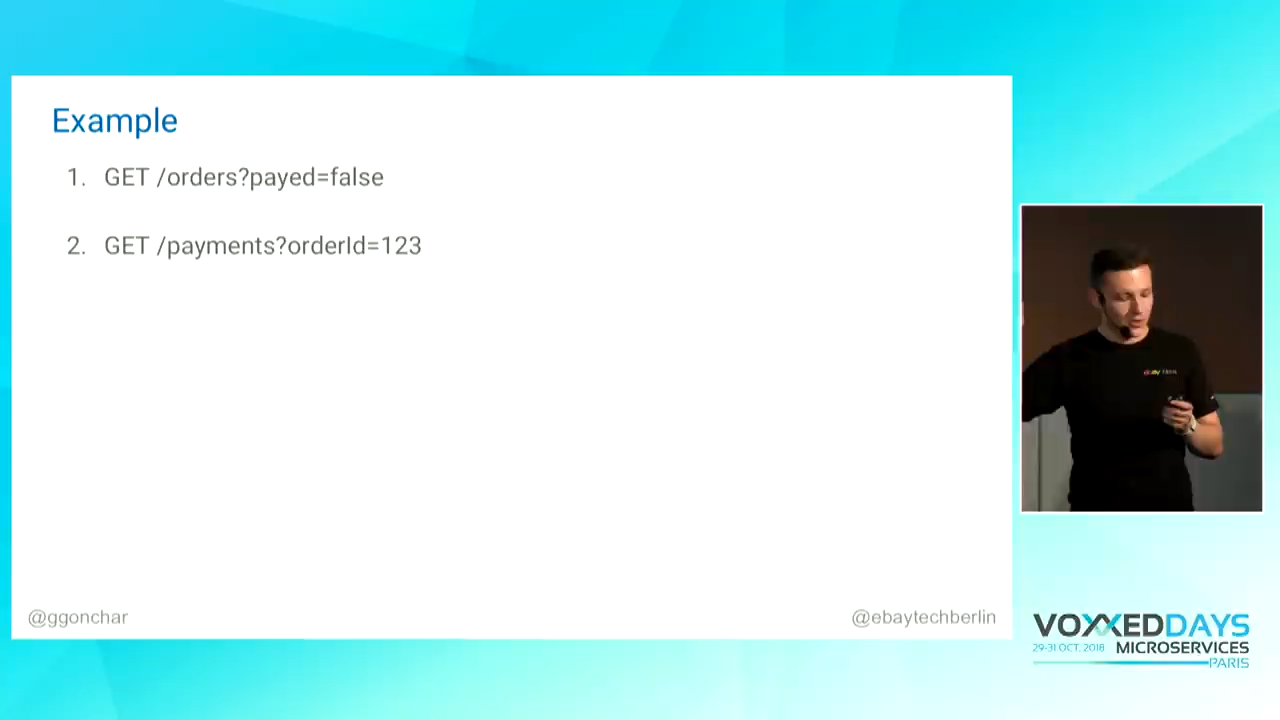 Example
1. GET /orders?payed=false
2. GET /payments?orderId=123
@ggonchar
@ebaytechberlin
ebay
VOXXEDDAYS
29-31 OCT, 2018 MICROSERVICES
PARIS